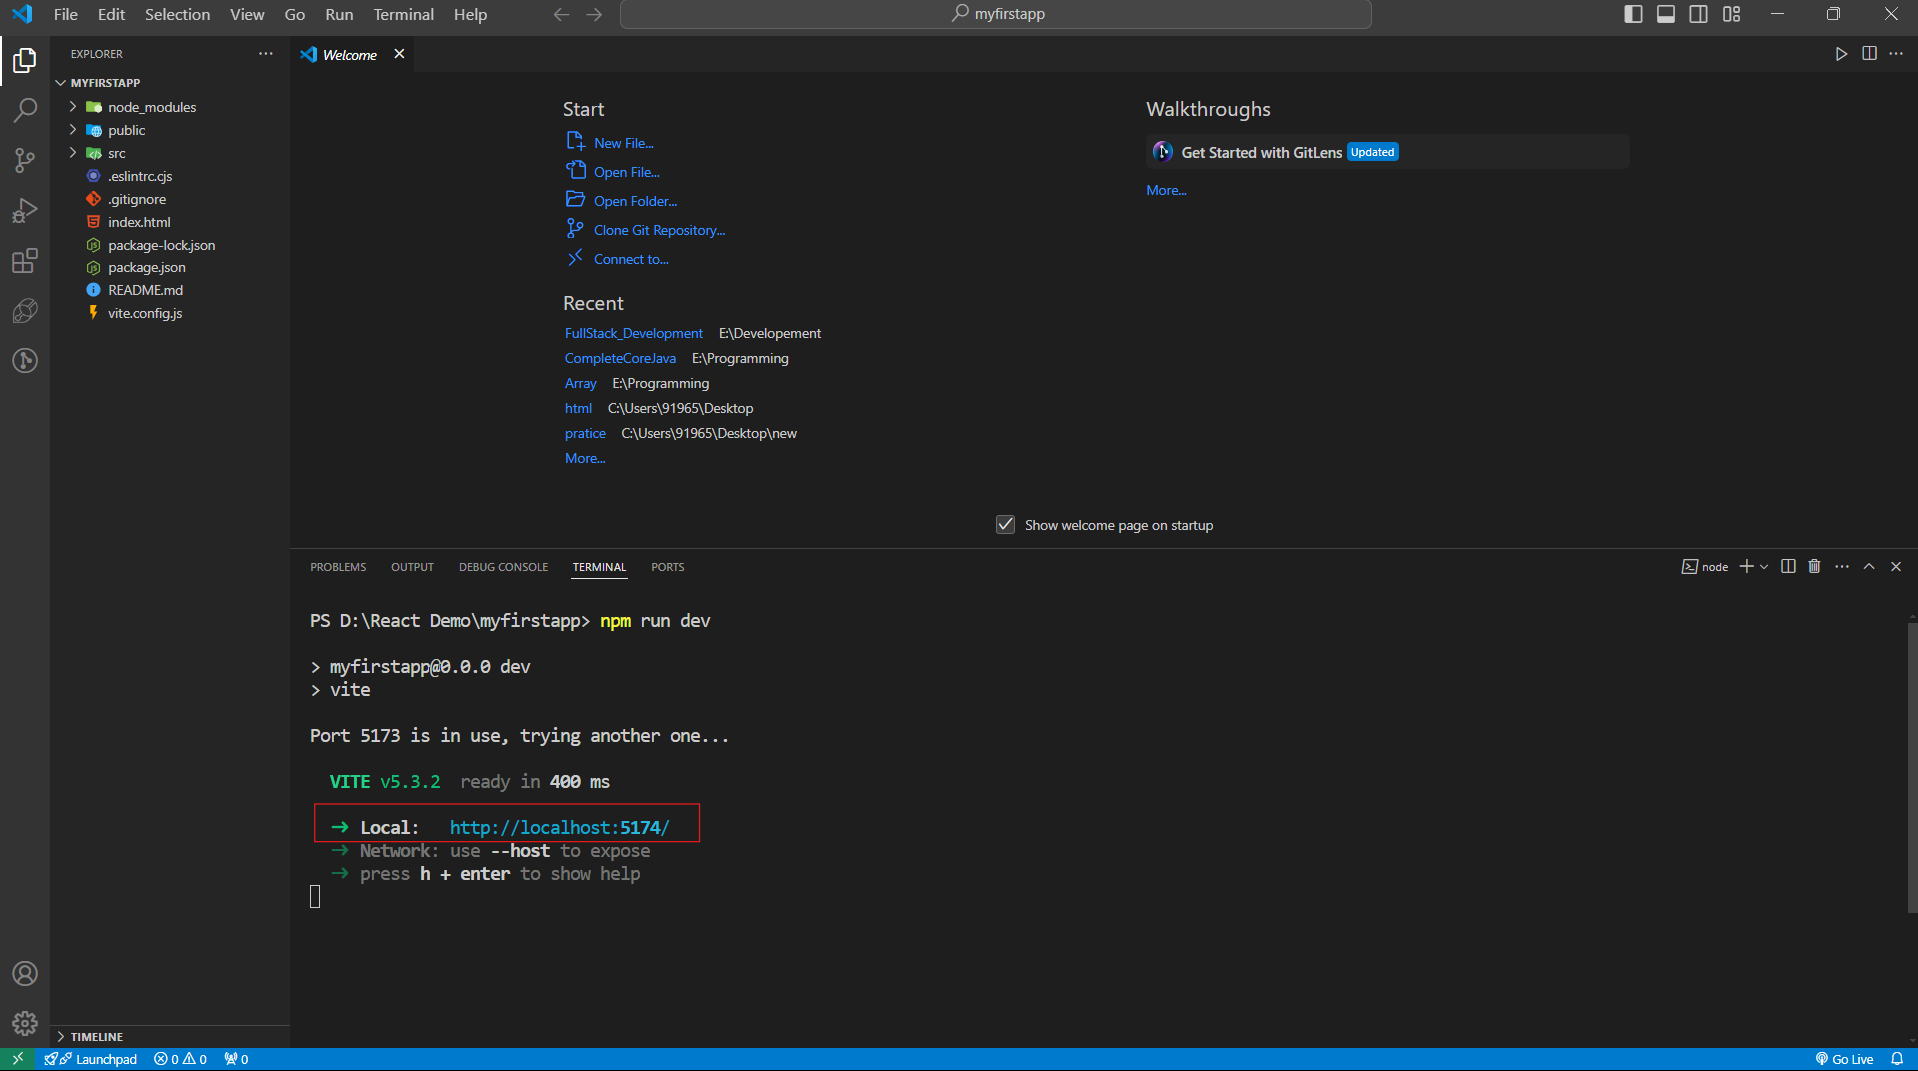 File Edit Selection View Go Run Terminal Help
myfirstapp
EXPLORER
MYFIRSTAPP
node_modules
public
src
.eslintrc.cjs
.gitignore
index.html
package-lock.json
package.json
README.md
vite.config.js
TIMELINE
Welcome
Start
New File...
Open File...
Open Folder...
Clone Git Repository...
Connect to...
Recent
FullStack_Development E:\Developement
CompleteCoreJava E:\Programming
Array E:\Programming
html C:\Users\91965\Desktop
pratice C:\Users\91965\Desktop\new
More...
Walkthroughs
Get Started with GitLens Updated
More...
Show welcome page on startup
PROBLEMS OUTPUT DEBUG CONSOLE TERMINAL PORTS
node
PS D:\React Demo\myfirstapp> npm run dev
> myfirstapp@0.0.0 dev
> vite
Port 5173 is in use, trying another one...
VITE v5.3.2 ready in 400 ms
➜ Local: http://localhost:5174/
➜ Network: use --host to expose
➜ press h + enter to show help
Launchpad 0 0 0 Go Live